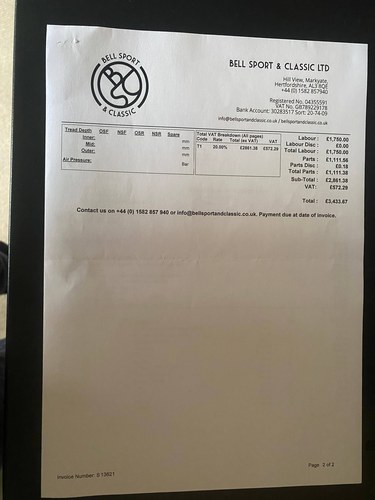 BELL SPORT
& CLASSIC
BELL SPORT & CLASSIC LTD
Hill View, Markyate,
Hertfordshire, AL3 8QE
+44 (0) 1582 857940
Registered No. 04355591
VAT No. GB789229178
Bank Account: 30283517 Sort: 20-74-09
info@bellsportandclassic.co.uk / bellsportandclassic.co.uk
Tread Depth OSF NSF OSR NSR Spare
Inner: mm
Mid: mm
Outer: mm
Air Pressure: Bar
Total VAT Breakdown (All pages)
Code Rate Total (ex VAT) VAT
T1 20.00% £2861.38 £572.29
Labour : £1,750.00
Labour Disc : £0.00
Total Labour : £1,750.00
Parts : £1,111.56
Parts Disc : £0.18
Total Parts : £1,111.38
Sub-Total : £2,861.38
VAT: £572.29
Total : £3,433.67
Contact us on +44 (0) 1582 857 940 or info@bellsportandclassic.co.uk. Payment due at date of Invoice.
Invoice Number
Page 2 of 2